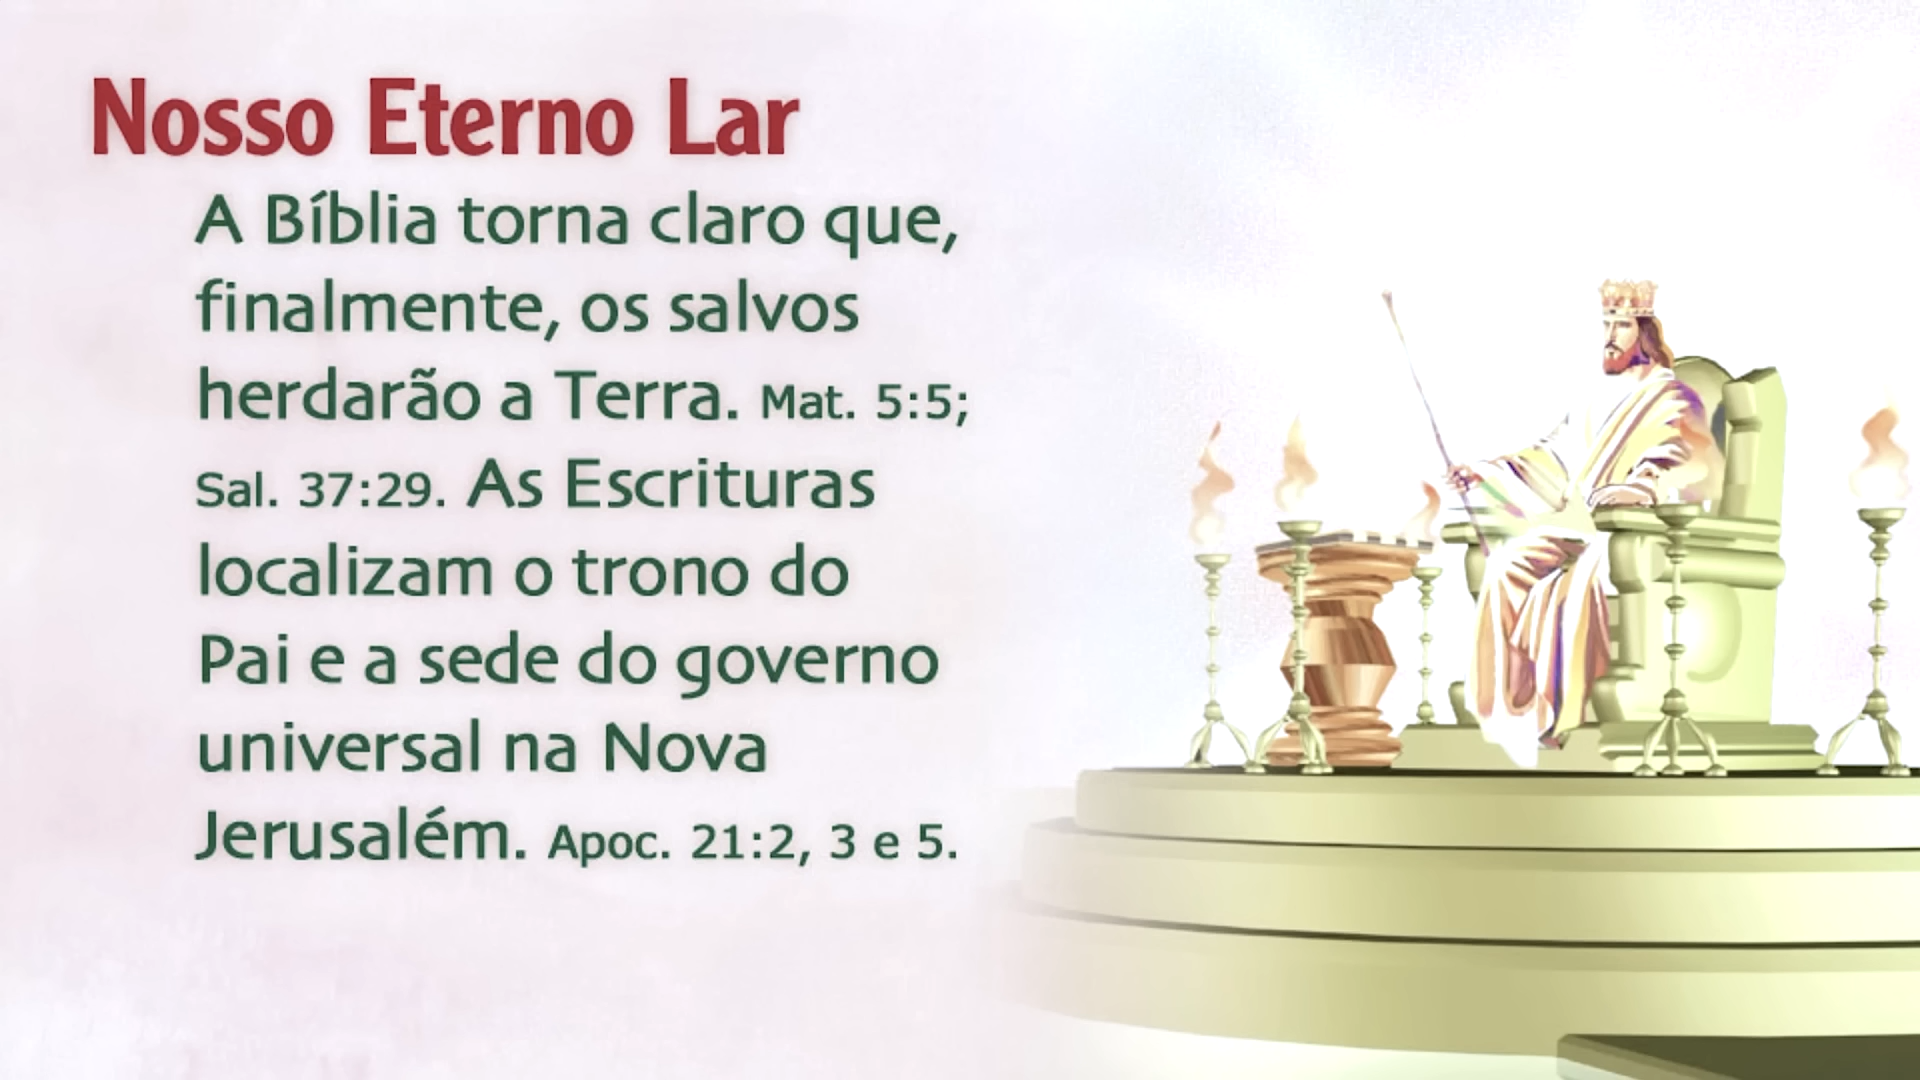 Nosso Eterno Lar
A Bíblia torna claro que,
finalmente, os salvos
herdarão a Terra. Mat. 5:5;
Sal. 37:29. As Escrituras
localizam o trono do
Pai e a sede do governo
universal na Nova
Jerusalém. Apoc. 21:2, 3 e 5.